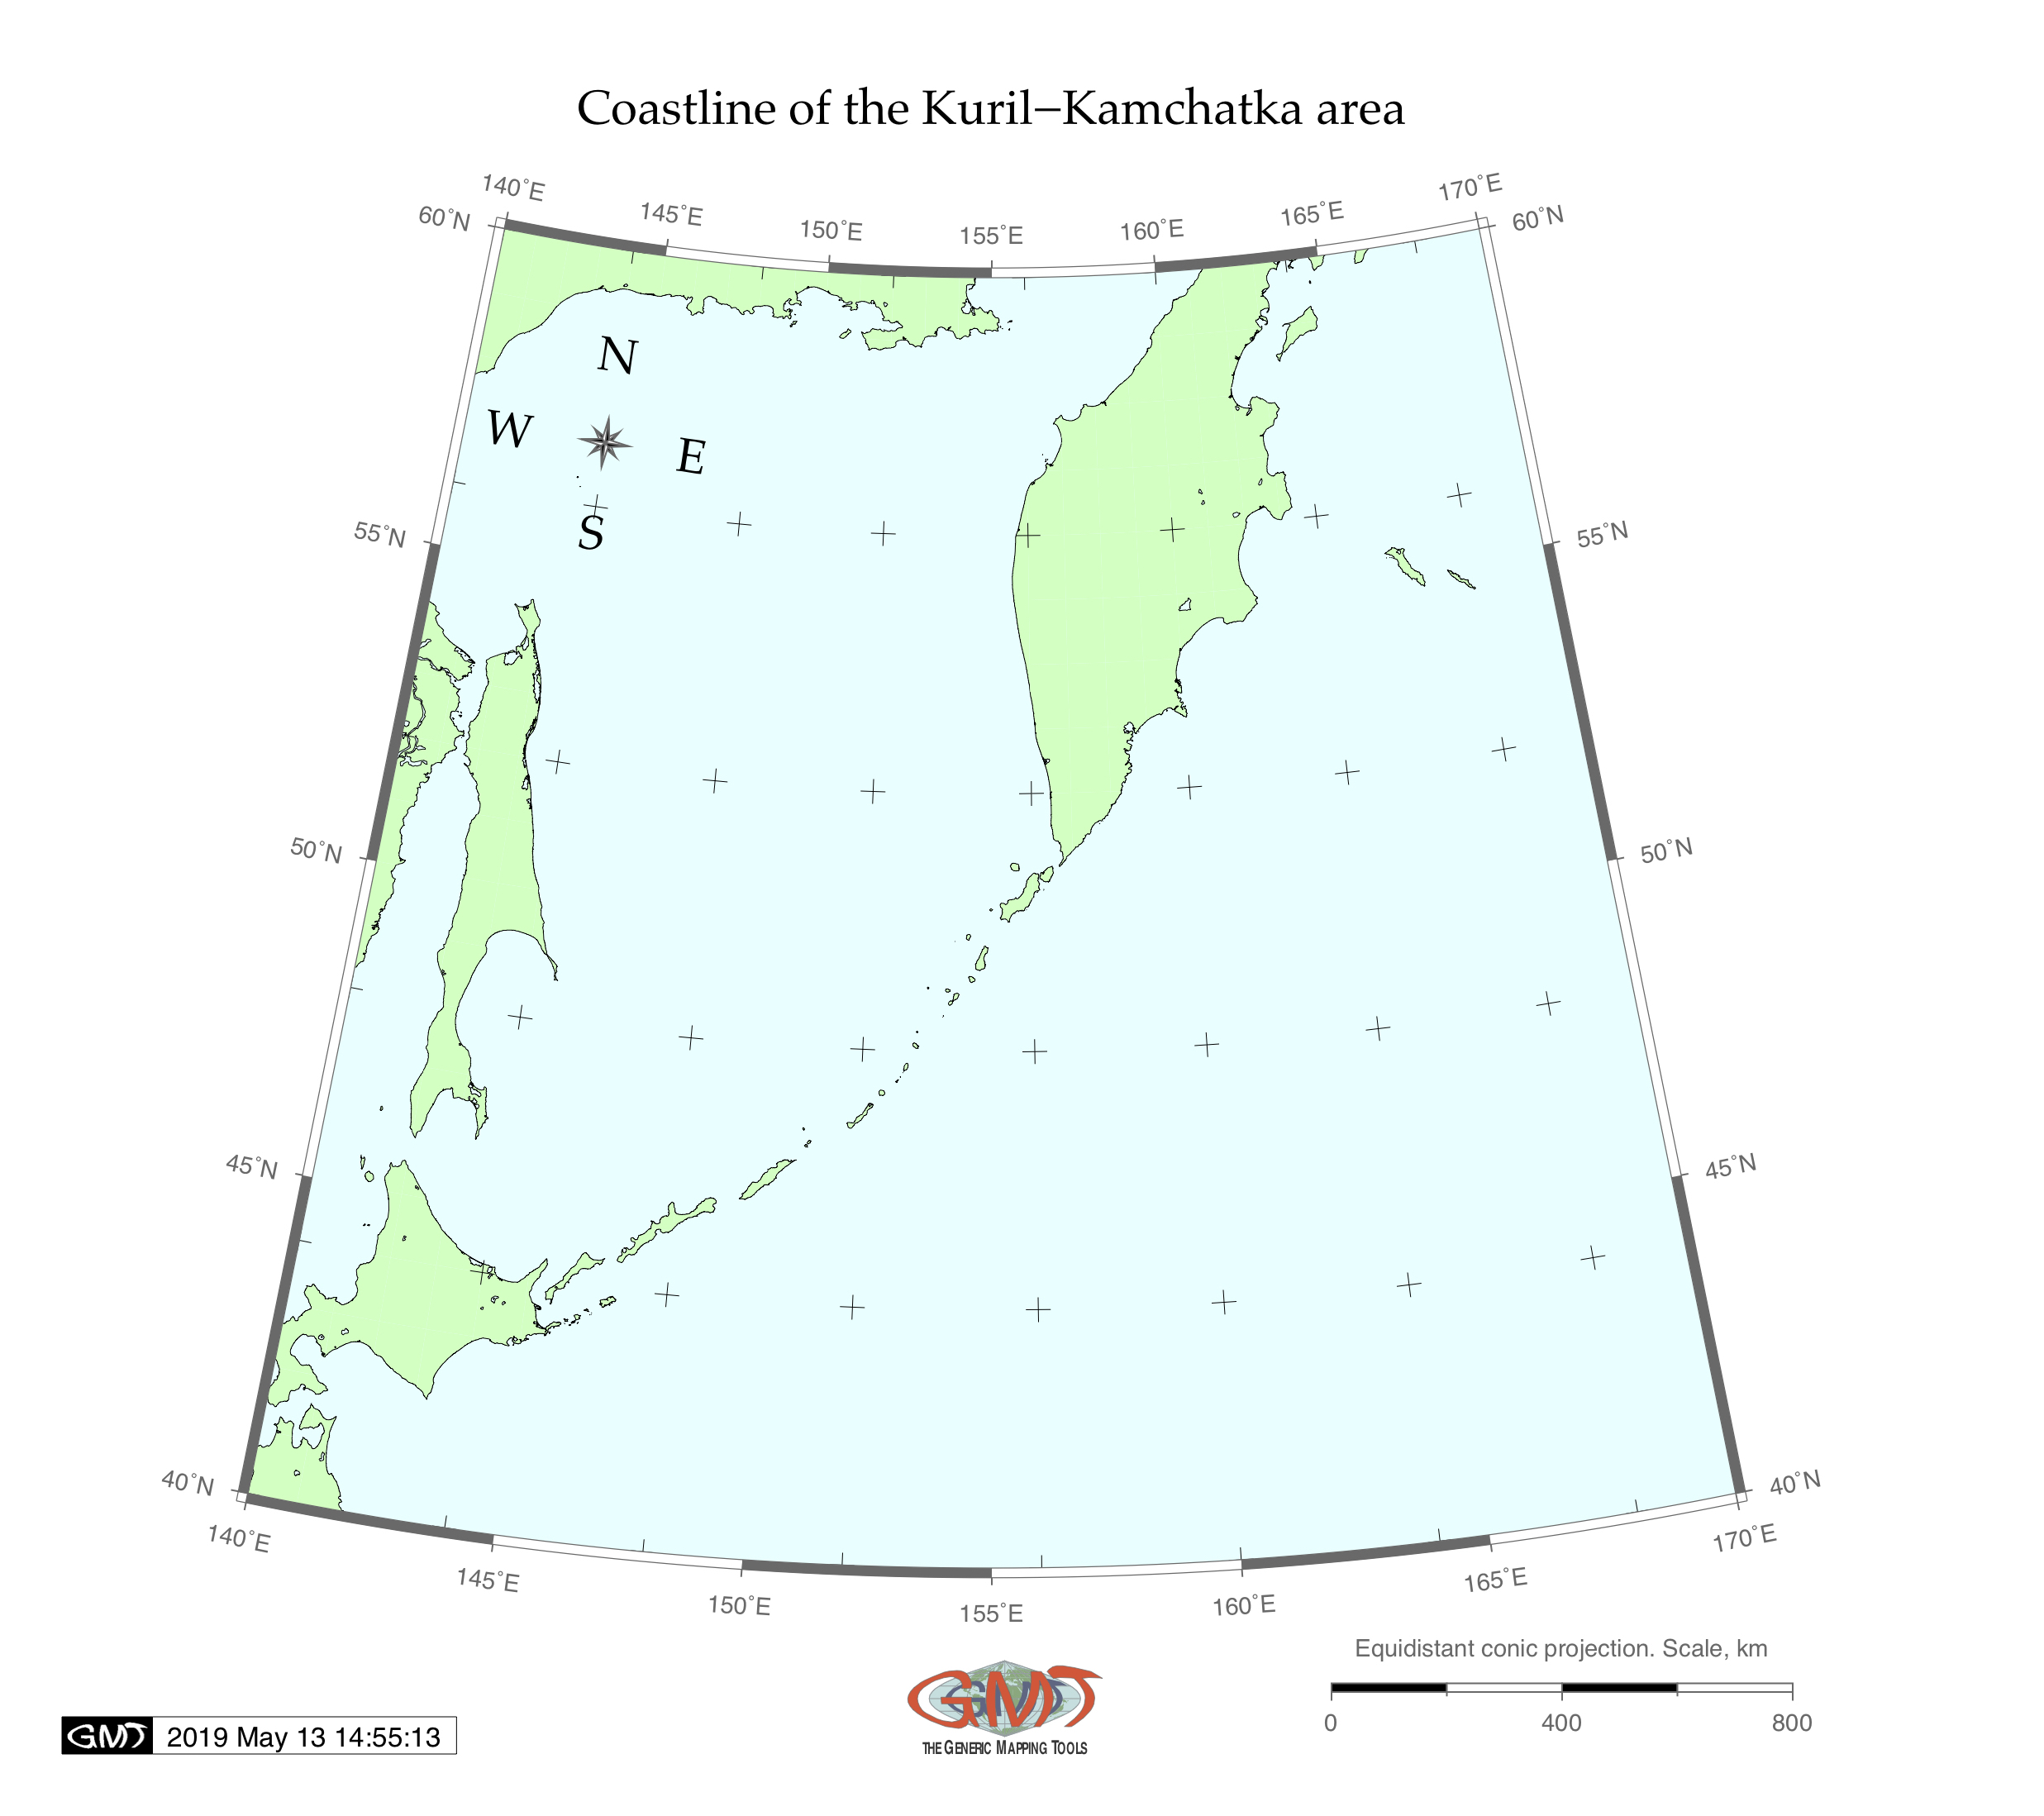 Coastline of the Kuril–Kamchatka area
140°E
145°E
150°E
155°E
160°E
165°E
170°E
60°N
60°N
N
W
E
S
55°N
55°N
50°N
50°N
45°N
45°N
40°N
40°N
140°E
145°E
150°E
155°E
160°E
165°E
170°E
Equidistant conic projection. Scale, km
0
400
800
GMT
THE GENERIC MAPPING TOOLS
GMT 2019 May 13 14:55:13